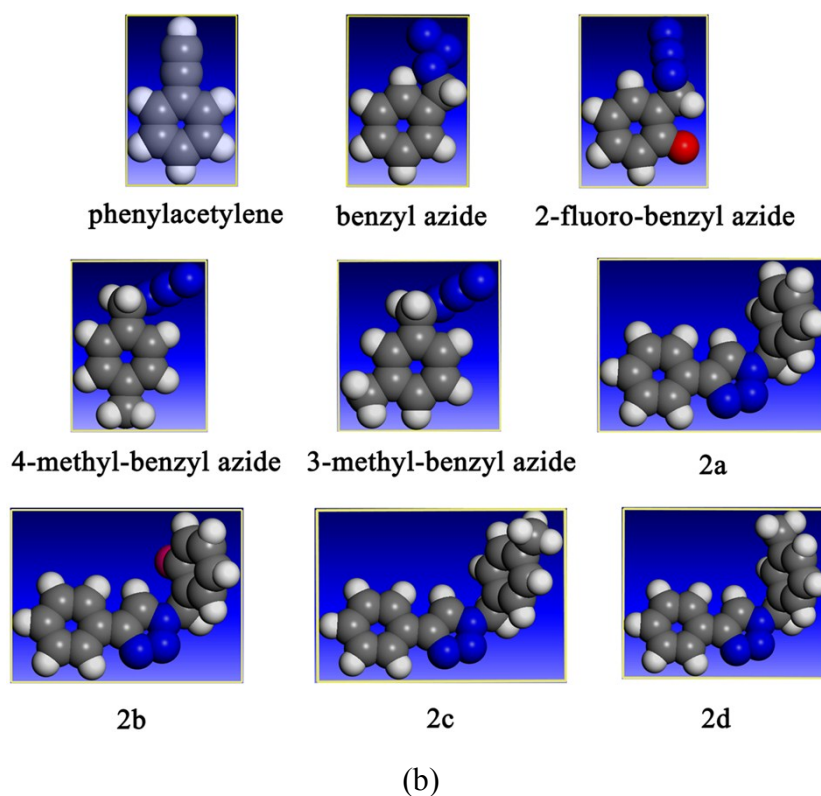 phenylacetylene benzyl azide 2-fluoro-benzyl azide
4-methyl-benzyl azide 3-methyl-benzyl azide 2a
2b 2c 2d
(b)